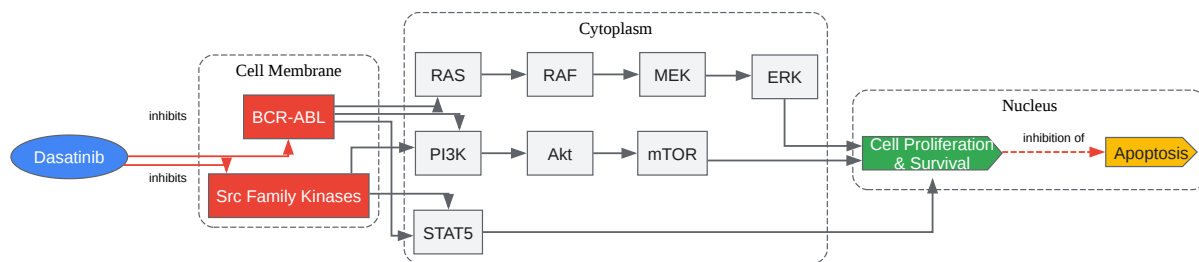 Cytoplasm
Cell Membrane
RAS
RAF
MEK
ERK
inhibits
BCR-ABL
Nucleus
Dasatinib
PI3K
Akt
mTOR
Cell Proliferation
& Survival
inhibition of
Apoptosis
inhibits
Src Family Kinases
STAT5